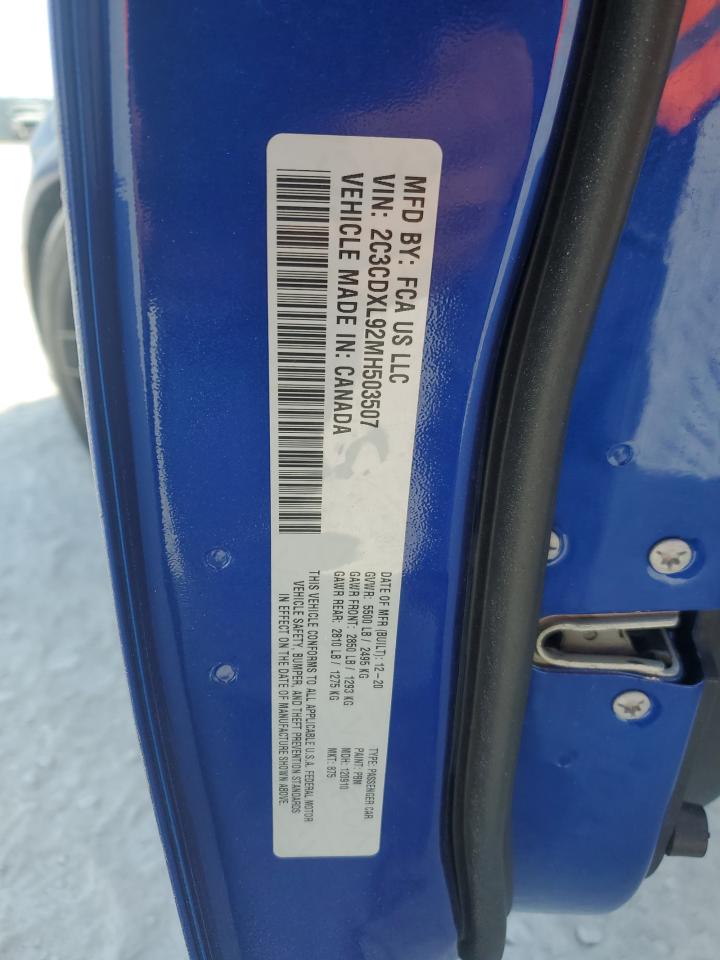 MFD BY: FCA US LLC
VIN: 2C3CDXL92MH503507
VEHICLE MADE IN: CANADA
DATE OF MFR (BUILT): 12-20
GVWR: 5500 LB / 2495 KG
GAWR FRONT: 2850 LB / 1293 KG
GAWR REAR: 2810 LB / 1275 KG
TYPE: PASSENGER CAR
PAINT: PBM
MDH: 120910
MKT: B75
THIS VEHICLE CONFORMS TO ALL APPLICABLE U.S.A. FEDERAL MOTOR
VEHICLE SAFETY, BUMPER, AND THEFT PREVENTION STANDARDS
IN EFFECT ON THE DATE OF MANUFACTURE SHOWN ABOVE.